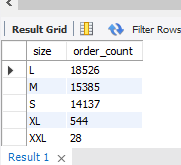 Result Grid Filter Rows
size order_count
L 18526
M 15385
S 14137
XL 544
XXL 28
Result 1 ×